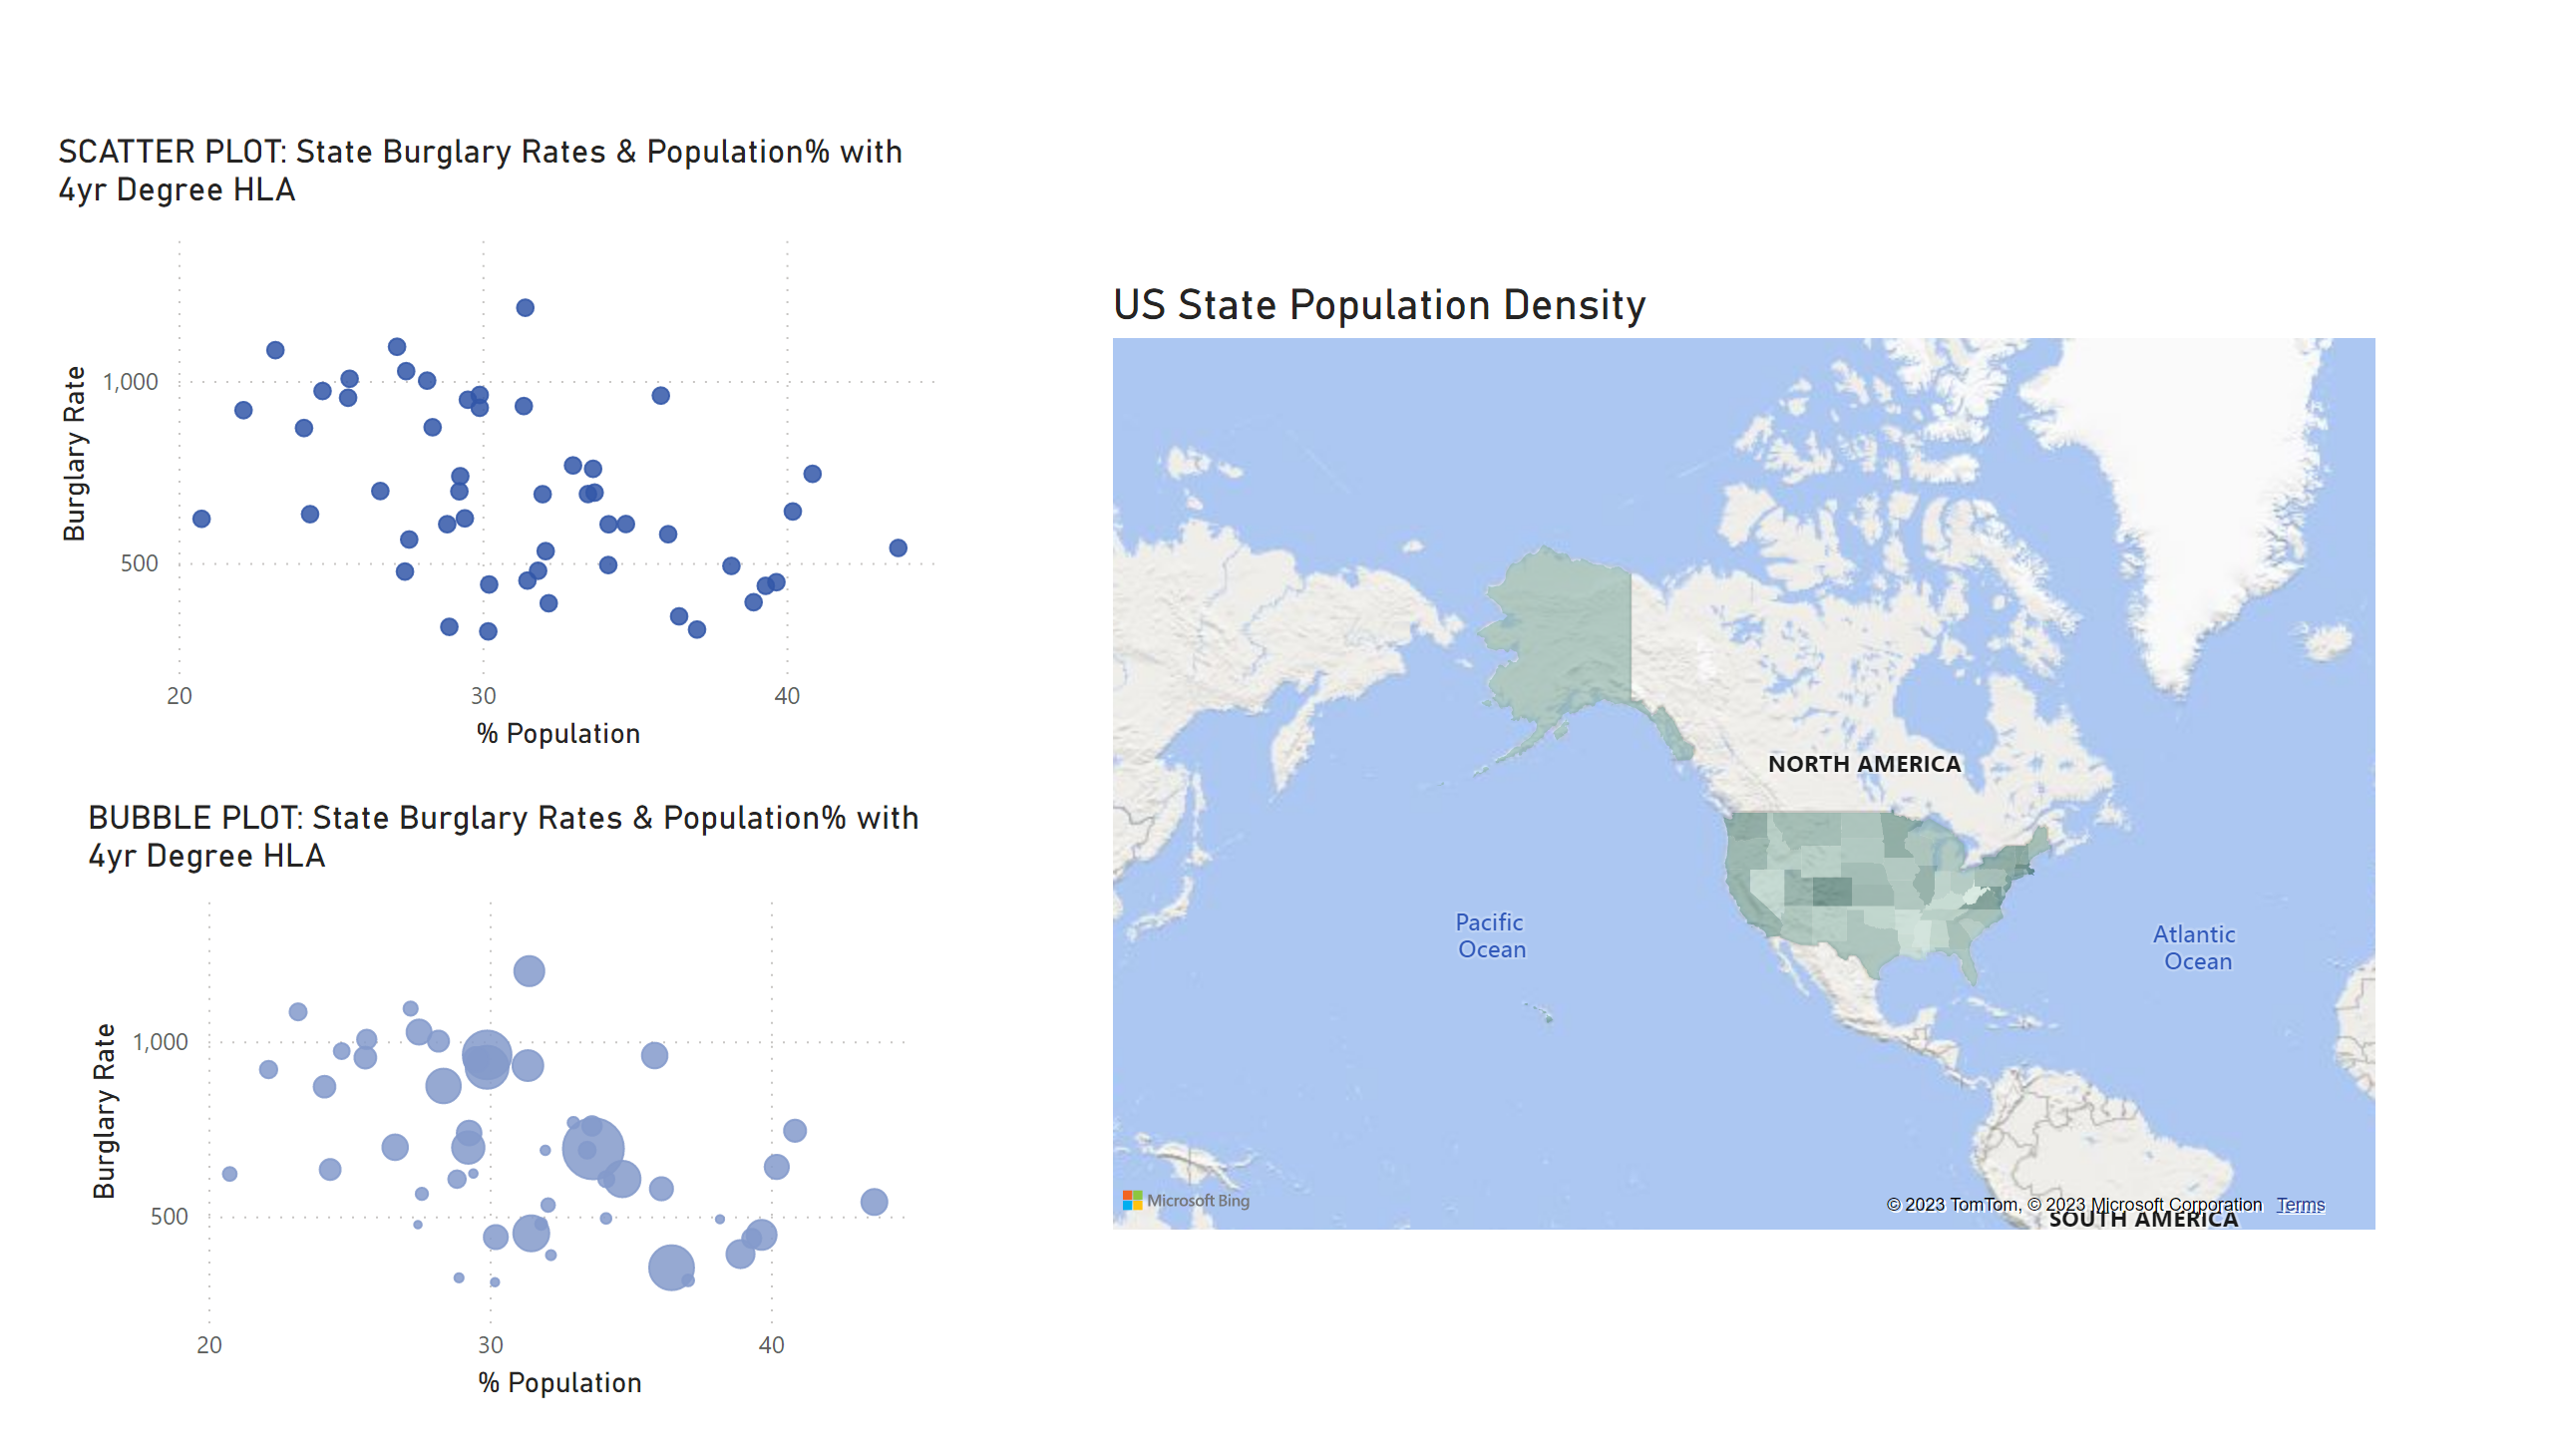 SCATTER PLOT: State Burglary Rates & Population% with
4yr Degree HLA
Burglary Rate
1,000
500
20 30 40
% Population
BUBBLE PLOT: State Burglary Rates & Population% with
4yr Degree HLA
Burglary Rate
1,000
500
20 30 40
% Population
US State Population Density
NORTH AMERICA
Pacific
Ocean
Atlantic
Ocean
Microsoft Bing
© 2023 TomTom, © 2023 Microsoft Corporation Terms
SOUTH AMERICA